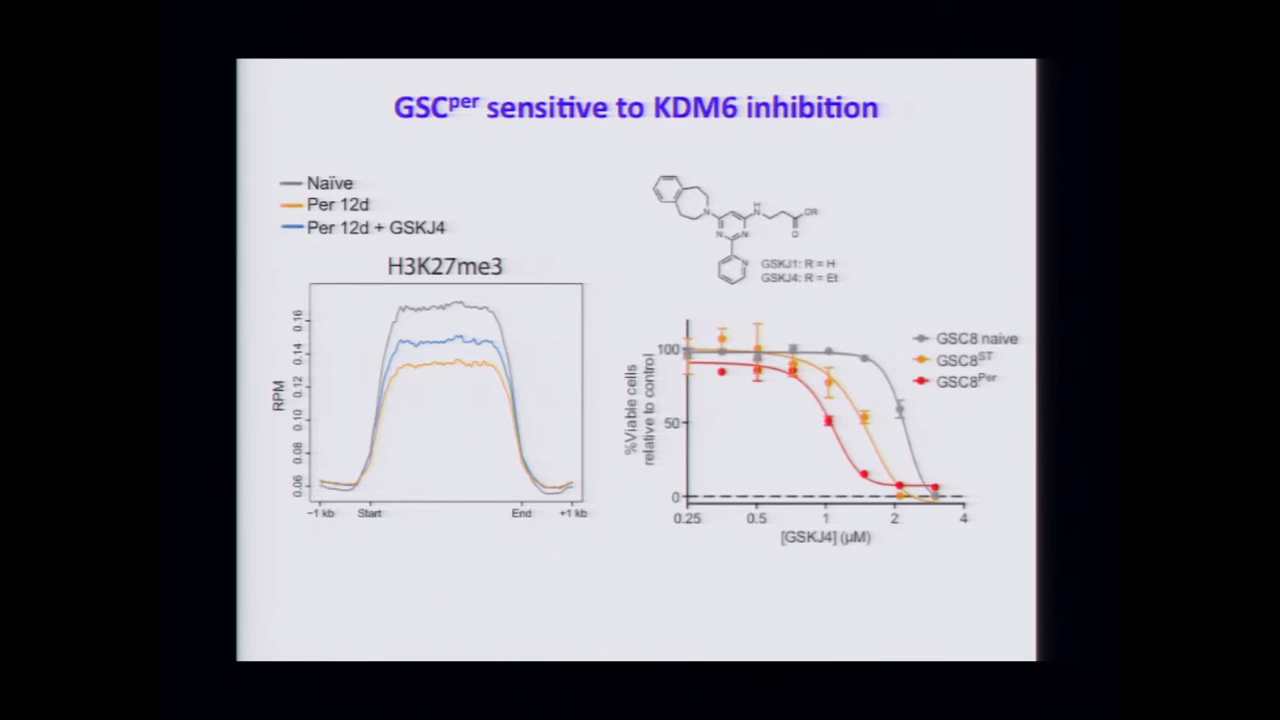 GSCper sensitive to KDM6 inhibition
Naïve
Per 12d
Per 12d + GSKJ4
H3K27me3
RPM
0.16
0.14
0.12
0.10
0.08
0.06
−1 kb Start End +1 kb
H
N
N
OR
O
N
N
N
GSKJ1: R = H
GSKJ4: R = Et
GSC8 naive
GSC8ST
GSC8Per
%Viable cells
relative to control
100
50
0
0.25 0.5 1 2 4
[GSKJ4] (µM)